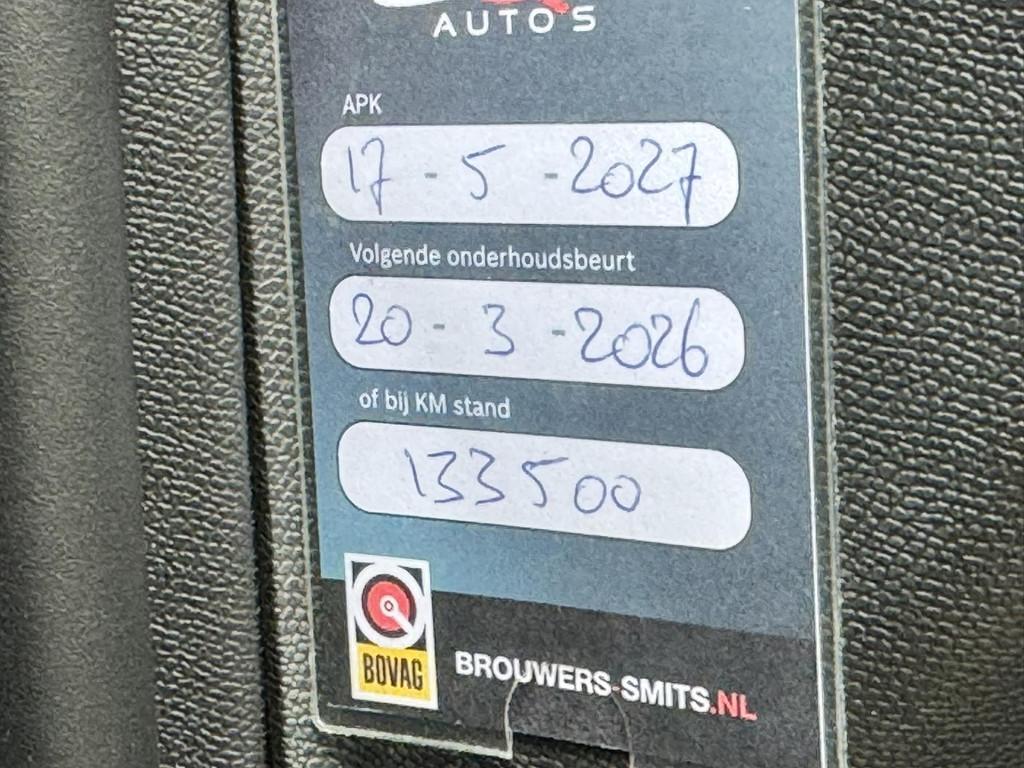 AUTO'S
APK
17 - 5 - 2027
Volgende onderhoudsbeurt
20 - 3 - 2026
of bij KM stand
133500
BOVAG
BROUWERS-SMITS.NL